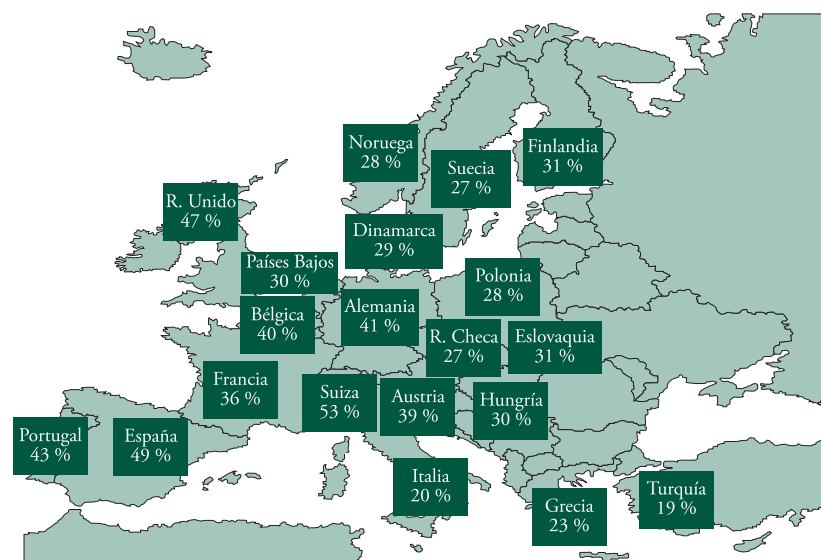 Noruega
28 %
Finlandia
31 %
Suecia
27 %
R. Unido
47 %
Dinamarca
29 %
Países Bajos
30 %
Polonia
28 %
Alemania
41 %
Bélgica
40 %
R. Checa
27 %
Eslovaquia
31 %
Francia
36 %
Suiza
53 %
Austria
39 %
Hungría
30 %
Portugal
43 %
España
49 %
Italia
20 %
Turquía
19 %
Grecia
23 %